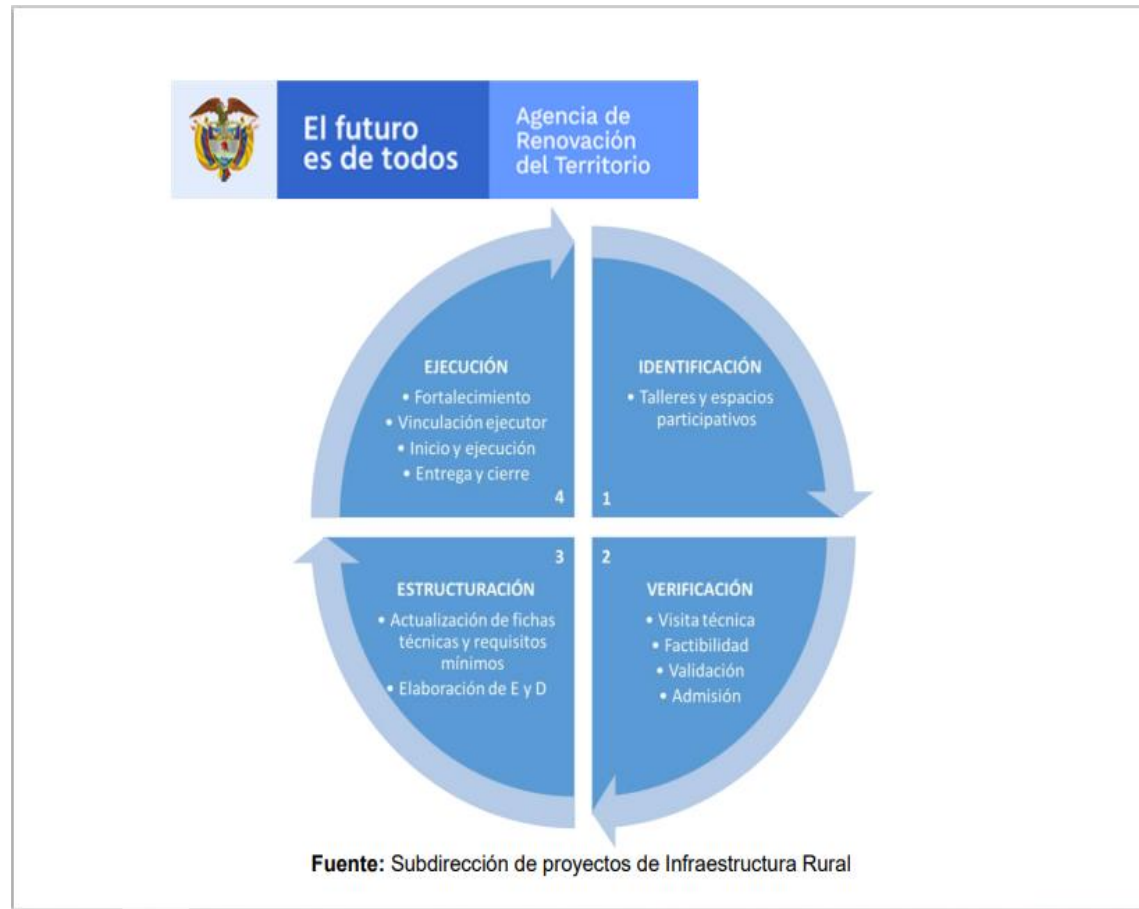 El futuro
es de todos
Agencia de
Renovación
del Territorio
EJECUCIÓN
• Fortalecimiento
• Vinculación ejecutor
• Inicio y ejecución
• Entrega y cierre
4
IDENTIFICACIÓN
• Talleres y espacios
participativos
1
3
ESTRUCTURACIÓN
• Actualización de fichas
técnicas y requisitos
mínimos
• Elaboración de E y D
2
VERIFICACIÓN
• Visita técnica
• Factibilidad
• Validación
• Admisión
Fuente: Subdirección de proyectos de Infraestructura Rural